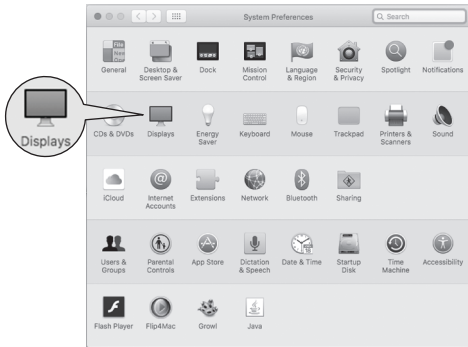 System Preferences
Search
File
New
General
Desktop &
Screen Saver
Dock
Mission
Control
Language
& Region
Security
& Privacy
Spotlight
Notifications
CDs & DVDs
Displays
Energy
Saver
Keyboard
Mouse
Trackpad
Printers &
Scanners
Sound
Displays
iCloud
@
Internet
Accounts
Extensions
Network
Bluetooth
Sharing
Users &
Groups
Parental
Controls
App Store
Dictation
& Speech
Date & Time
Startup
Disk
Time
Machine
Accessibility
Flash Player
Flip4Mac
Growl
Java